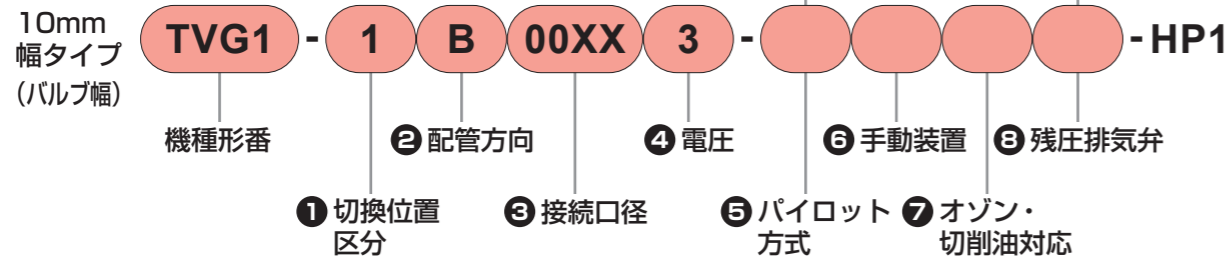 10mm
幅タイプ
(バルブ幅)
TVG1 - 1 B 00XX 3 - - HP1
機種形番
❷ 配管方向
❹ 電圧
❻ 手動装置
❽ 残圧排気弁
❶ 切換位置
区分
❸ 接続口径
❺ パイロット
方式
❼ オゾン・
切削油対応